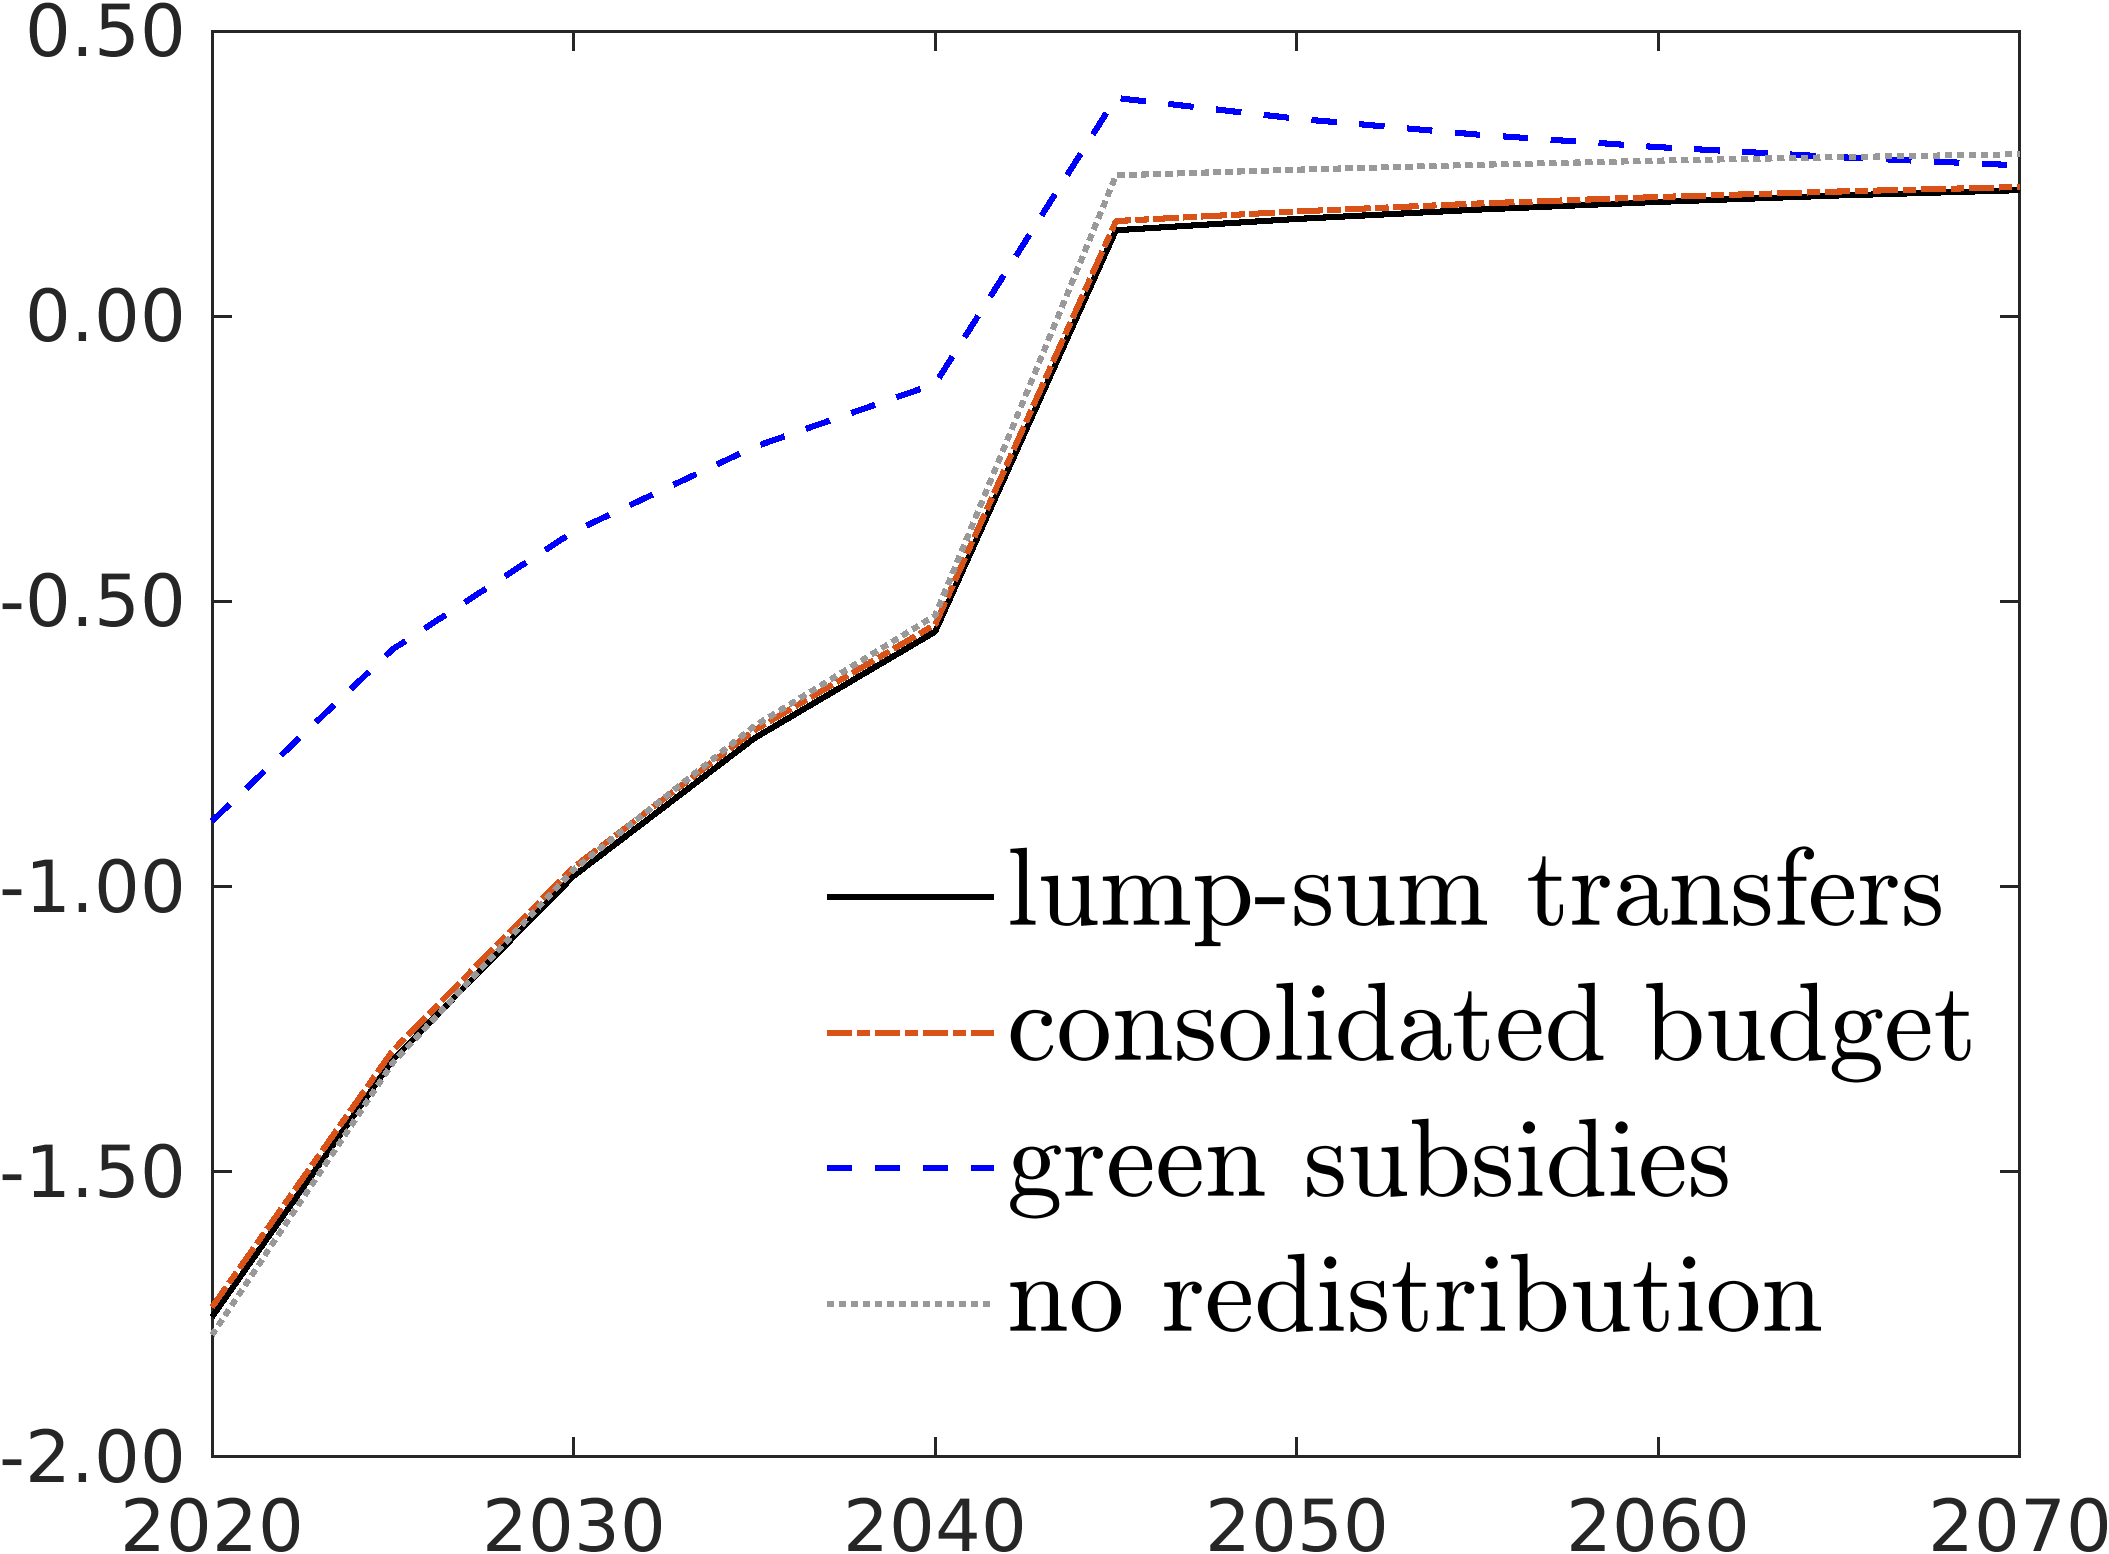 0.50
0.00
-0.50
-1.00
-1.50
-2.00
lump-sum transfers
consolidated budget
green subsidies
no redistribution
2020 2030 2040 2050 2060 2070